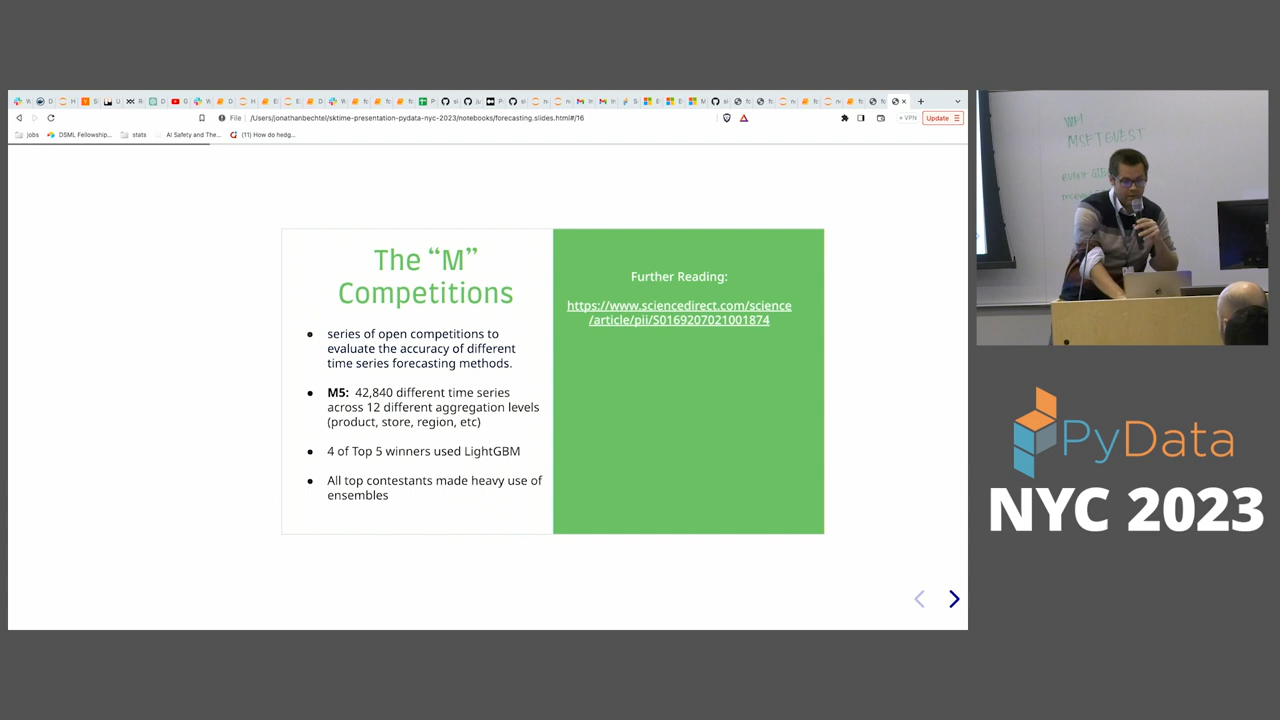 File
/Users/jonathanbechtel/sktime-presentation-pydata-nyc-2023/notebooks/forecasting.slides.html#/16
VPN
Update
jobs
DSML Fellowship...
stats
AI Safety and The...
(11) How do hedg...
The “M”
Competitions
series of open competitions to
evaluate the accuracy of different
time series forecasting methods.
M5: 42,840 different time series
across 12 different aggregation levels
(product, store, region, etc)
4 of Top 5 winners used LightGBM
All top contestants made heavy use of
ensembles
Further Reading:
https://www.sciencedirect.com/science
/article/pii/S0169207021001874
MSFTGUEST
PyData
NYC 2023